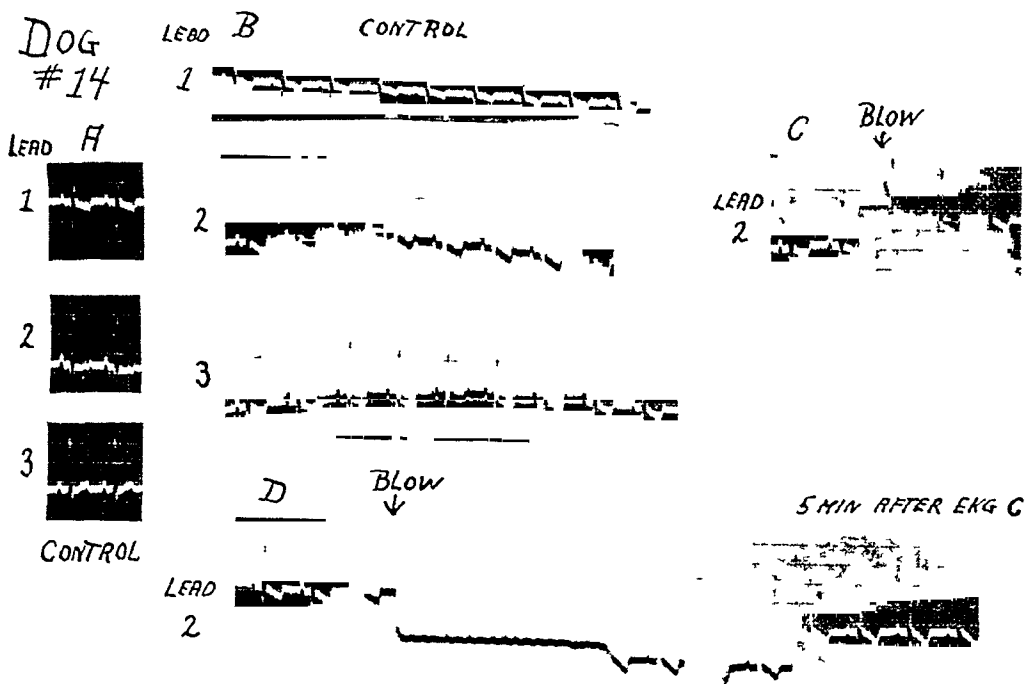 DOG
#14
LEAD A
1
2
3
CONTROL
LEAD B CONTROL
1
2
3
C BLOW
LEAD
2
D BLOW
LEAD
2
5 MIN AFTER EKG C